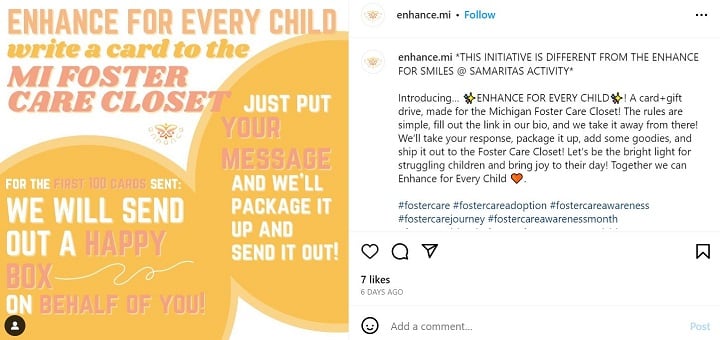 ENHANCE FOR EVERY CHILD
write a card to the
MI FOSTER
CARE CLOSET
JUST PUT
YOUR
MESSAGE
AND WE'LL
PACKAGE IT
UP AND
SEND IT OUT!
FOR THE FIRST 100 CARDS SENT:
WE WILL SEND
OUT A HAPPY
BOX
ON BEHALF OF YOU!
enhance.mi • Follow
enhance.mi *THIS INITIATIVE IS DIFFERENT FROM THE ENHANCE
FOR SMILES @ SAMARITAS ACTIVITY*
Introducing... ✨ENHANCE FOR EVERY CHILD✨! A card+gift
drive, made for the Michigan Foster Care Closet! The rules are
simple, fill out the link in our bio, and we take it away from there!
We'll take your response, package it up, add some goodies, and
ship it out to the Foster Care Closet! Let's be the bright light for
struggling children and bring joy to their day! Together we can
Enhance for Every Child 🧡.
#fostercare #fostercareadoption #fostercareawareness
#fostercarejourney #fostercareawarenessmonth
7 likes
6 DAYS AGO
Add a comment...
Post